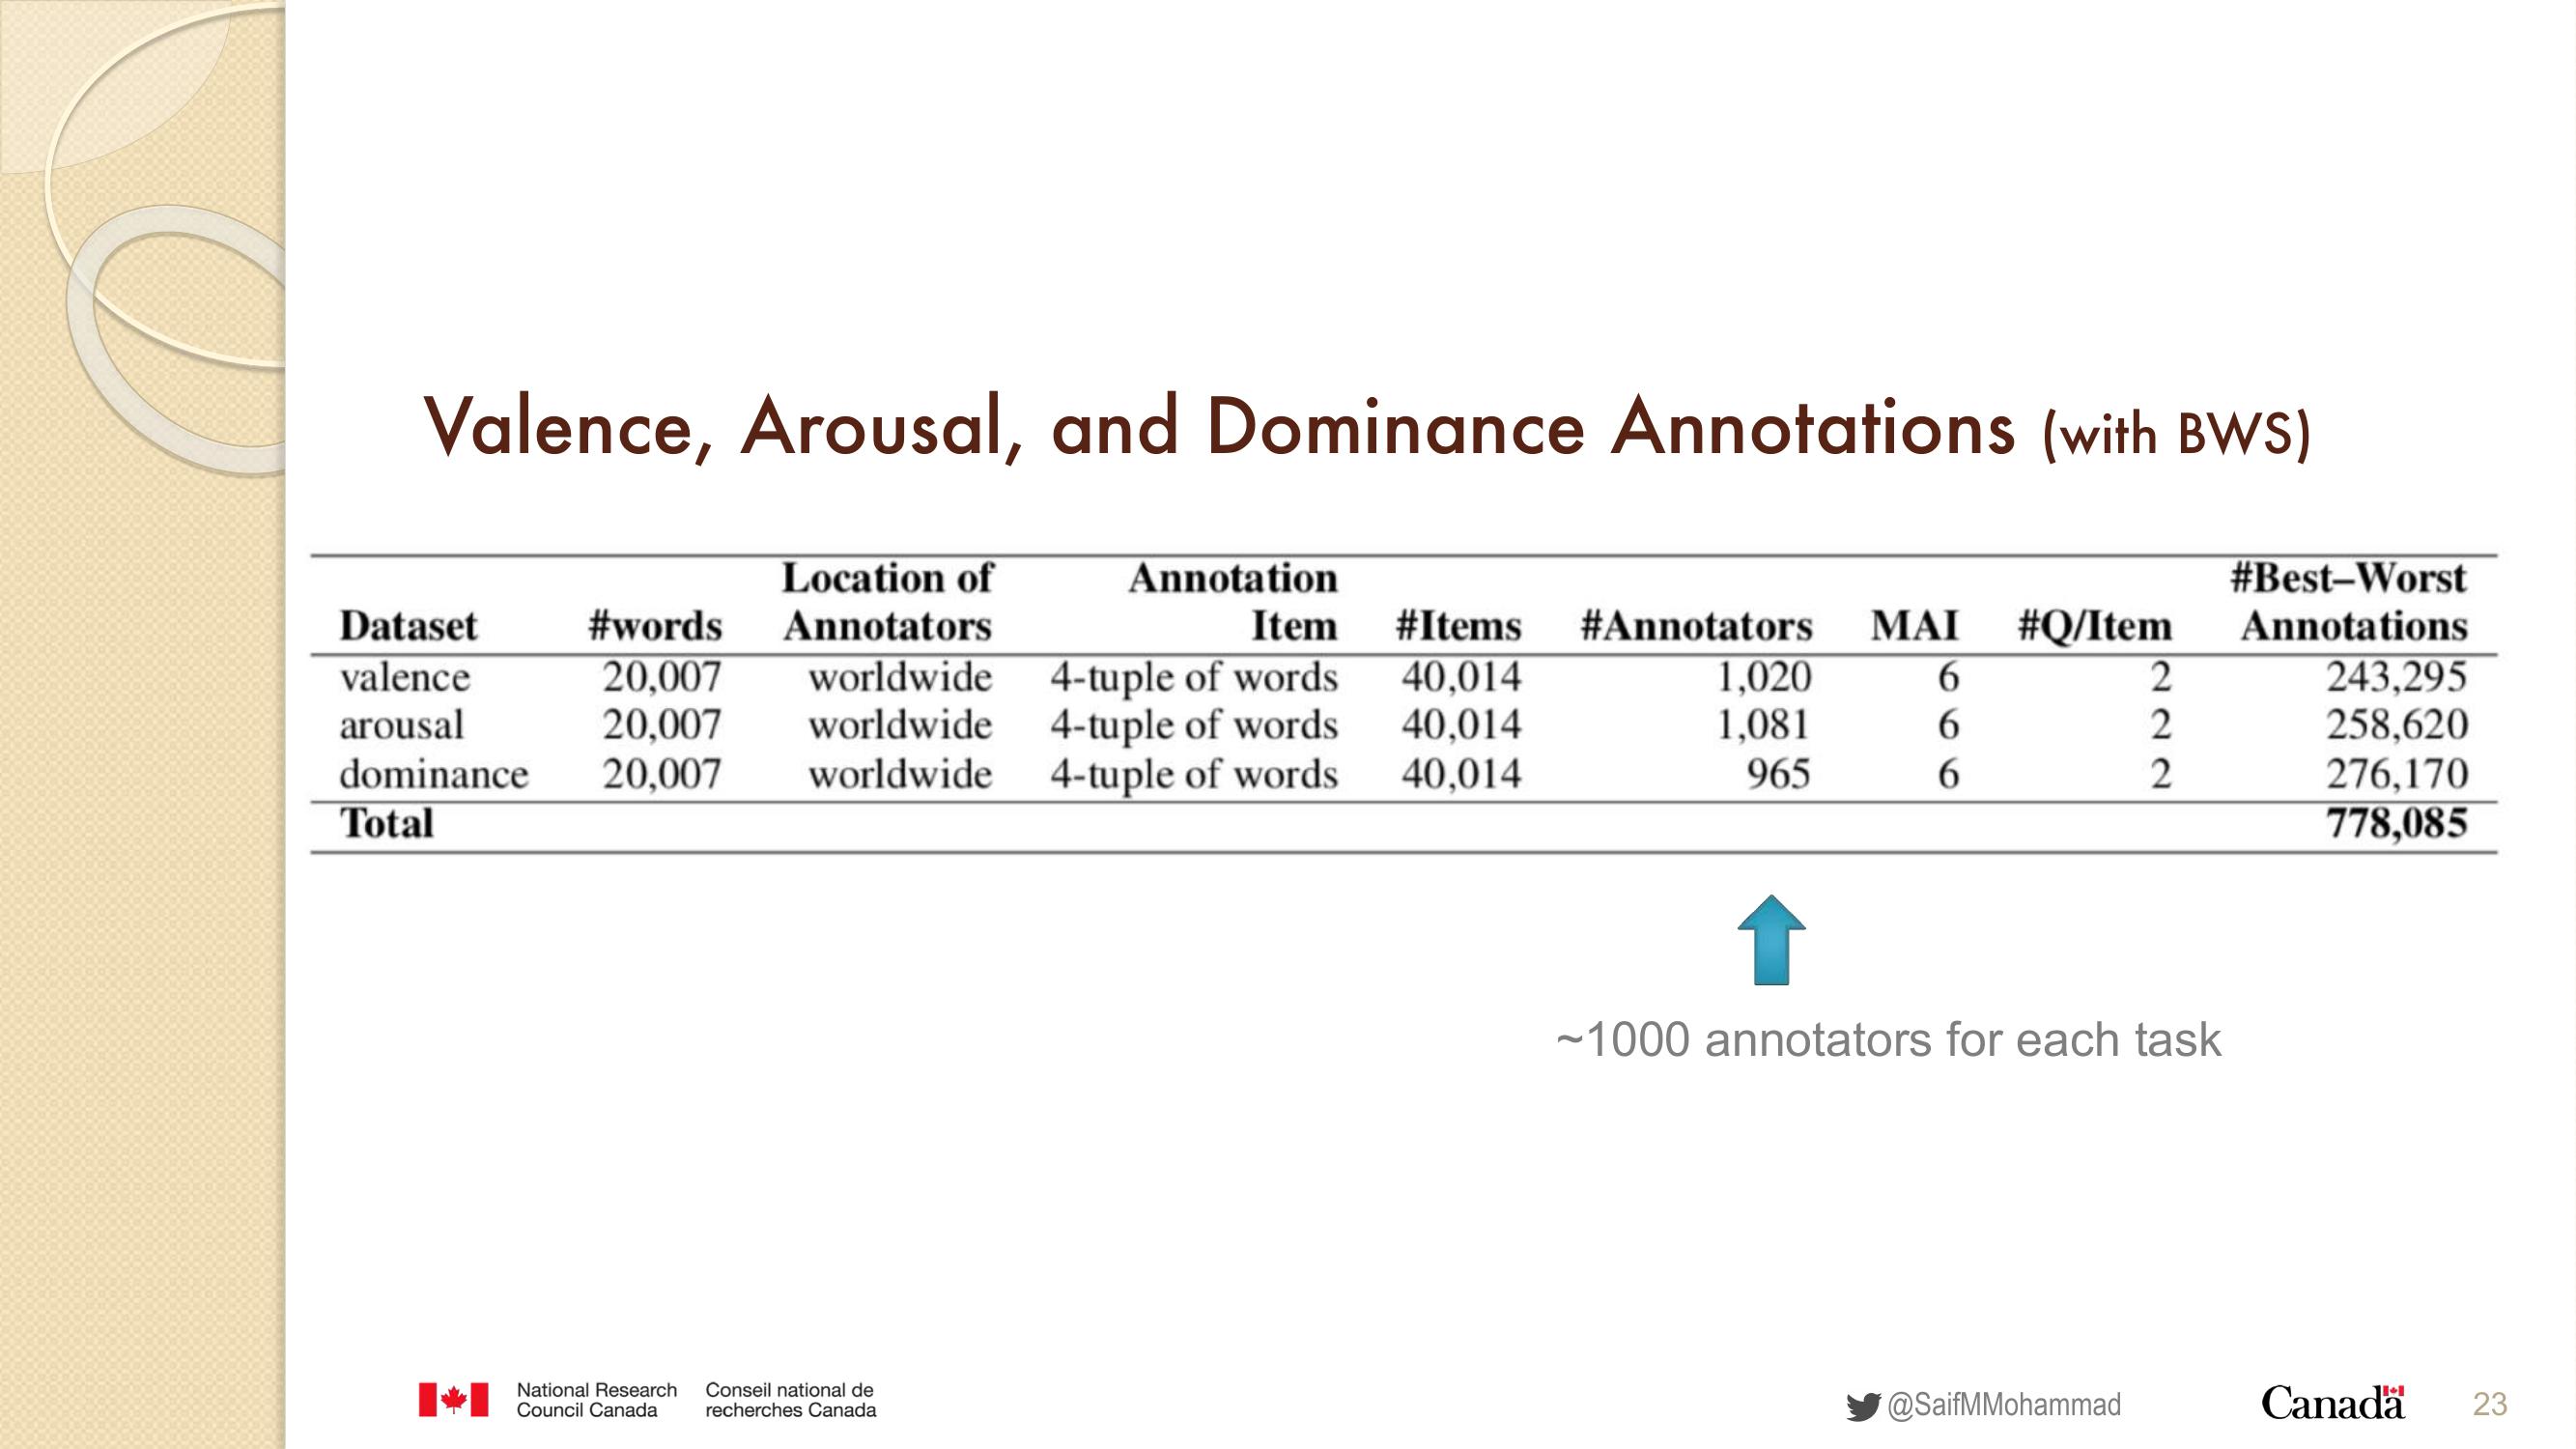 Valence, Arousal, and Dominance Annotations (with BWS)
Location of Annotation #Best–Worst
Dataset #words Annotators Item #Items #Annotators MAI #Q/Item Annotations
valence 20,007 worldwide 4-tuple of words 40,014 1,020 6 2 243,295
arousal 20,007 worldwide 4-tuple of words 40,014 1,081 6 2 258,620
dominance 20,007 worldwide 4-tuple of words 40,014 965 6 2 276,170
Total 778,085
~1000 annotators for each task
National Research Conseil national de
Council Canada recherches Canada
@SaifMMohammad
Canada
23